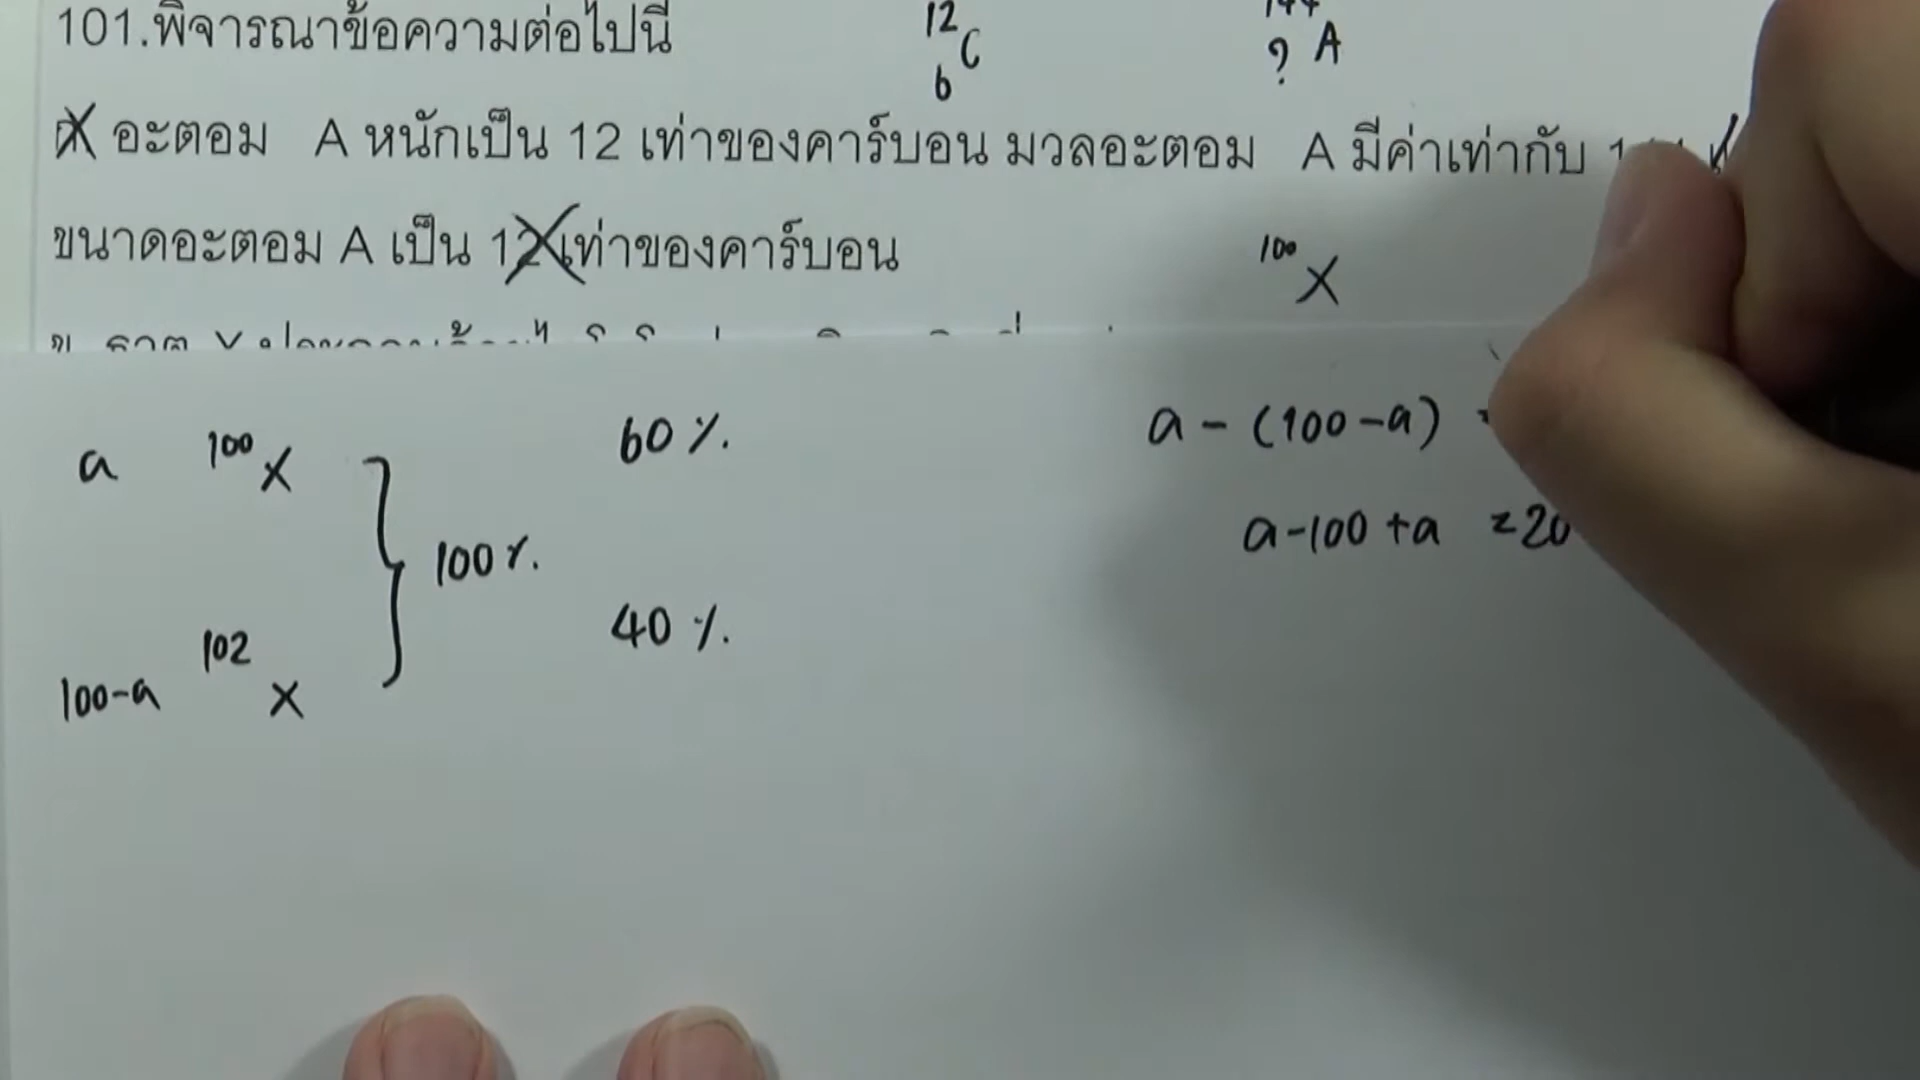 101.พิจารณาข้อความต่อไปนี้
12
6 C
? A
อะตอม A หนักเป็น 12 เท่าของคาร์บอน มวลอะตอม A มีค่าเท่ากับ
ขนาดอะตอม A เป็น 12 เท่าของคาร์บอน
100 X
a 100 X
60 %.
a - (100-a)
a-100 +a =20
100 %.
40 %.
100-a 102 X